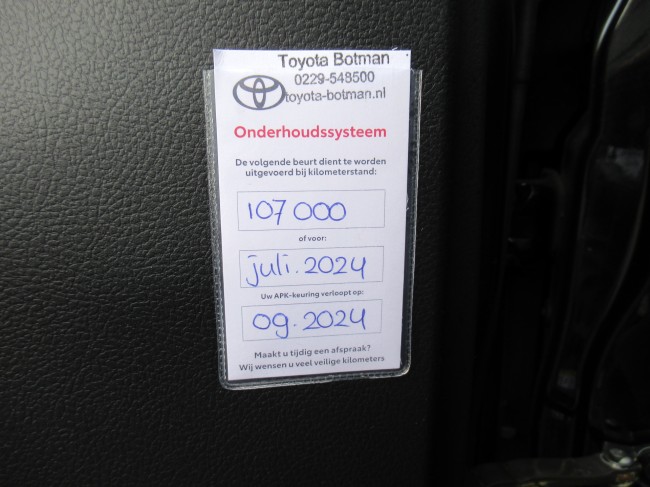 Toyota Botman
0229-548500
toyota-botman.nl
Onderhoudssysteem
De volgende beurt dient te worden
uitgevoerd bij kilometerstand:
107 000
of voor:
juli. 2024
Uw APK-keuring verloopt op:
09. 2024
Maakt u tijdig een afspraak?
Wij wensen u veel veilige kilometers